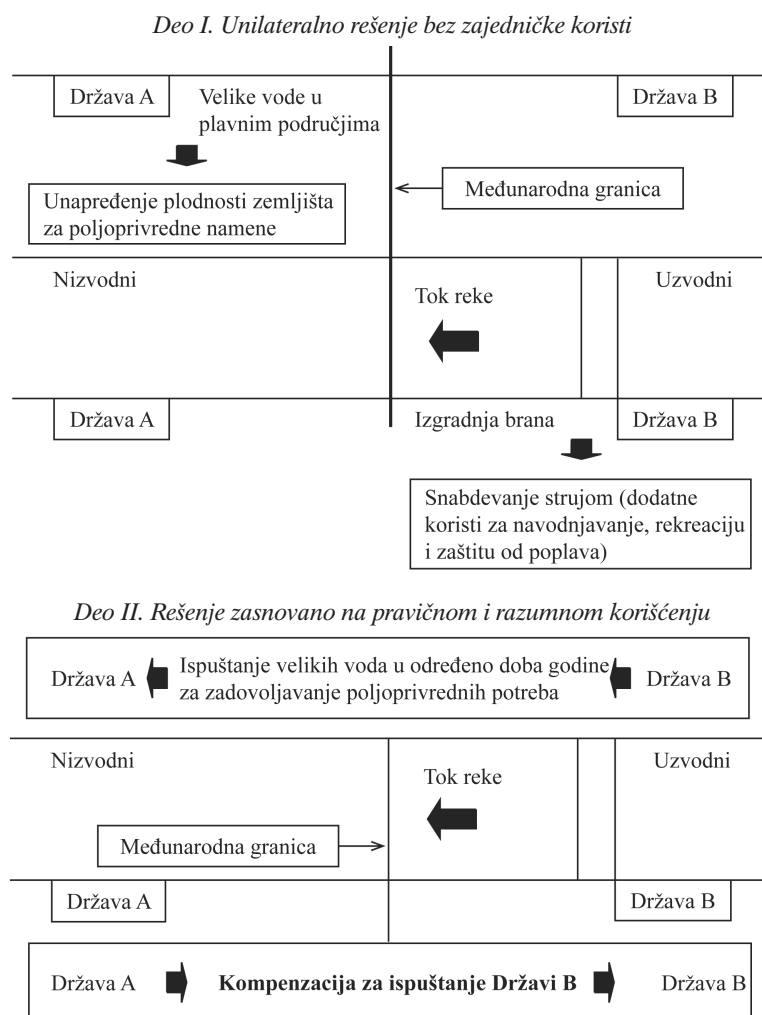 Deo I. Unilateralno rešenje bez zajedničke koristi
Država A
Velike vode u
plavnim područjima
Država B
Unapređenje plodnosti zemljišta
za poljoprivredne namene
Međunarodna granica
Nizvodni
Tok reke
Uzvodni
Država A
Izgradnja brana
Država B
Snabdevanje strujom (dodatne
koristi za navodnjavanje, rekreaciju
i zaštitu od poplava)
Deo II. Rešenje zasnovano na pravičnom i razumnom korišćenju
Država A
Ispuštanje velikih voda u određeno doba godine
za zadovoljavanje poljoprivrednih potreba
Država B
Nizvodni
Tok reke
Uzvodni
Međunarodna granica
Država A
Država B
Država A
Kompenzacija za ispuštanje Državi B
Država B